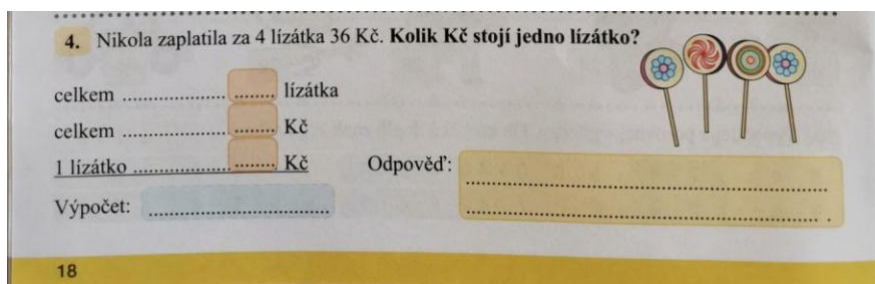 4. Nikola zaplatila za 4 lízátka 36 Kč. Kolik Kč stojí jedno lízátko?
celkem .................... ........ lízátka
celkem .................... ........ Kč
1 lízátko .................... ........ Kč
Odpověď: ................................................................
Výpočet: ....................................
................................................................ .
18